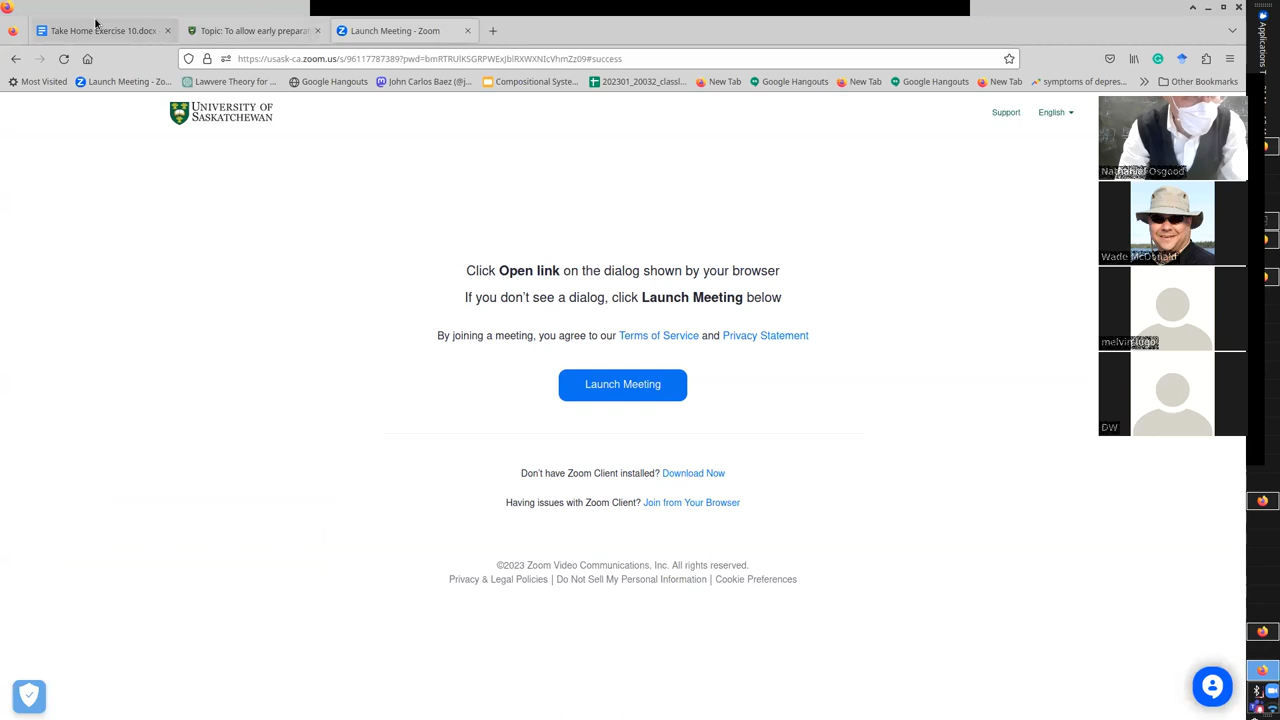 Take Home Exercise 10.docx
Topic: To allow early preparat
Launch Meeting - Zoom
https://usask-ca.zoom.us/s/96117787389?pwd=bmRTRUlKSGRPWExJblRXWXNIcVhmZz09#success
Most Visited
Launch Meeting - Zo...
Lawvere Theory for ...
Google Hangouts
John Carlos Baez (@j...
Compositional Syste...
202301_20032_classl...
New Tab
Google Hangouts
New Tab
Google Hangouts
New Tab
symptoms of depres...
Other Bookmarks
UNIVERSITY OF
SASKATCHEWAN
Support
English
Click Open link on the dialog shown by your browser
If you don't see a dialog, click Launch Meeting below
By joining a meeting, you agree to our Terms of Service and Privacy Statement
Launch Meeting
Don't have Zoom Client installed? Download Now
Having issues with Zoom Client? Join from Your Browser
©2023 Zoom Video Communications, Inc. All rights reserved.
Privacy & Legal Policies | Do Not Sell My Personal Information | Cookie Preferences
Nathaniel Osgood
Wade McDonald
DW
Applications